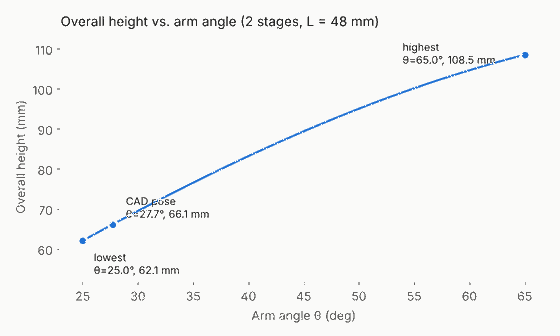 Overall height vs. arm angle (2 stages, L = 48 mm)
highest
θ=65.0°, 108.5 mm
CAD pose
θ=27.7°, 66.1 mm
lowest
θ=25.0°, 62.1 mm
Overall height (mm)
110
100
90
80
70
60
25 30 35 40 45 50 55 60 65
Arm angle θ (deg)